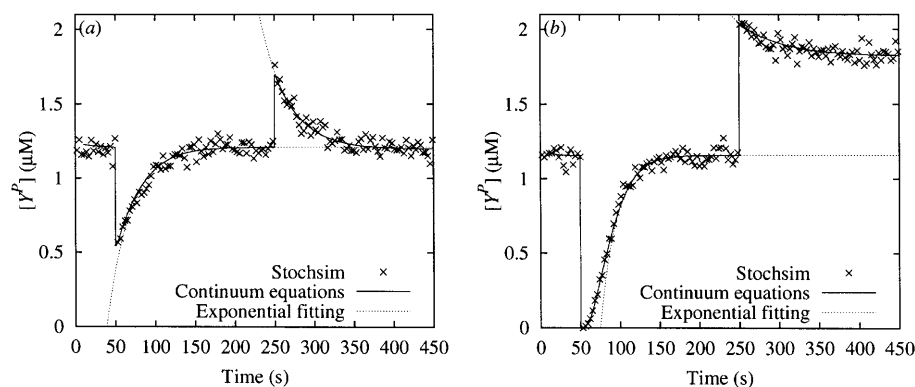 (a)
2
1.5
1
0.5
0
[Y^P] (μM)
Stochsim ×
Continuum equations
Exponential fitting
0 50 100 150 200 250 300 350 400 450
Time (s)
(b)
2
1.5
1
0.5
0
[Y^P] (μM)
Stochsim ×
Continuum equations
Exponential fitting
0 50 100 150 200 250 300 350 400 450
Time (s)